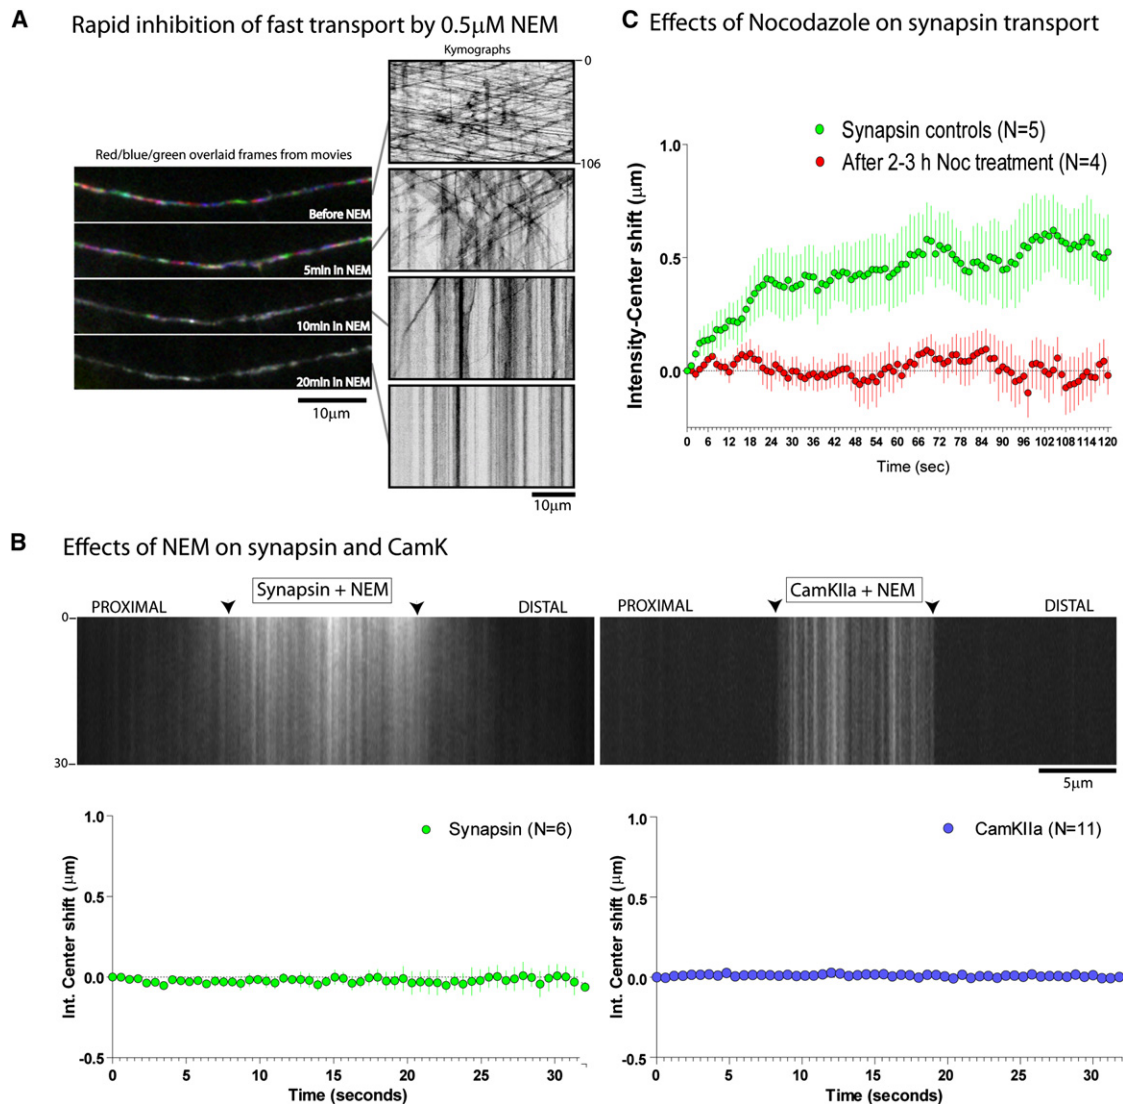 A Rapid inhibition of fast transport by 0.5μM NEM
Kymographs
0
106
Red/blue/green overlaid frames from movies
Before NEM
5min in NEM
10min in NEM
20min in NEM
10μm
10μm
C Effects of Nocodazole on synapsin transport
Synapsin controls (N=5)
After 2-3 h Noc treatment (N=4)
Intensity-Center shift (μm)
1.0
0.5
0.0
0 6 12 18 24 30 36 42 48 54 60 66 72 78 84 90 96 102 108 114 120
Time (sec)
B Effects of NEM on synapsin and CamK
PROXIMAL Synapsin + NEM DISTAL
PROXIMAL CamKIIa + NEM DISTAL
0
30
5μm
Int. Center shift (μm)
1.0
0.5
0.0
-0.5
Synapsin (N=6)
0 5 10 15 20 25 30
Time (seconds)
Int. Center shift (μm)
1.0
0.5
0.0
-0.5
CamKIIa (N=11)
0 10 20 30
Time (seconds)